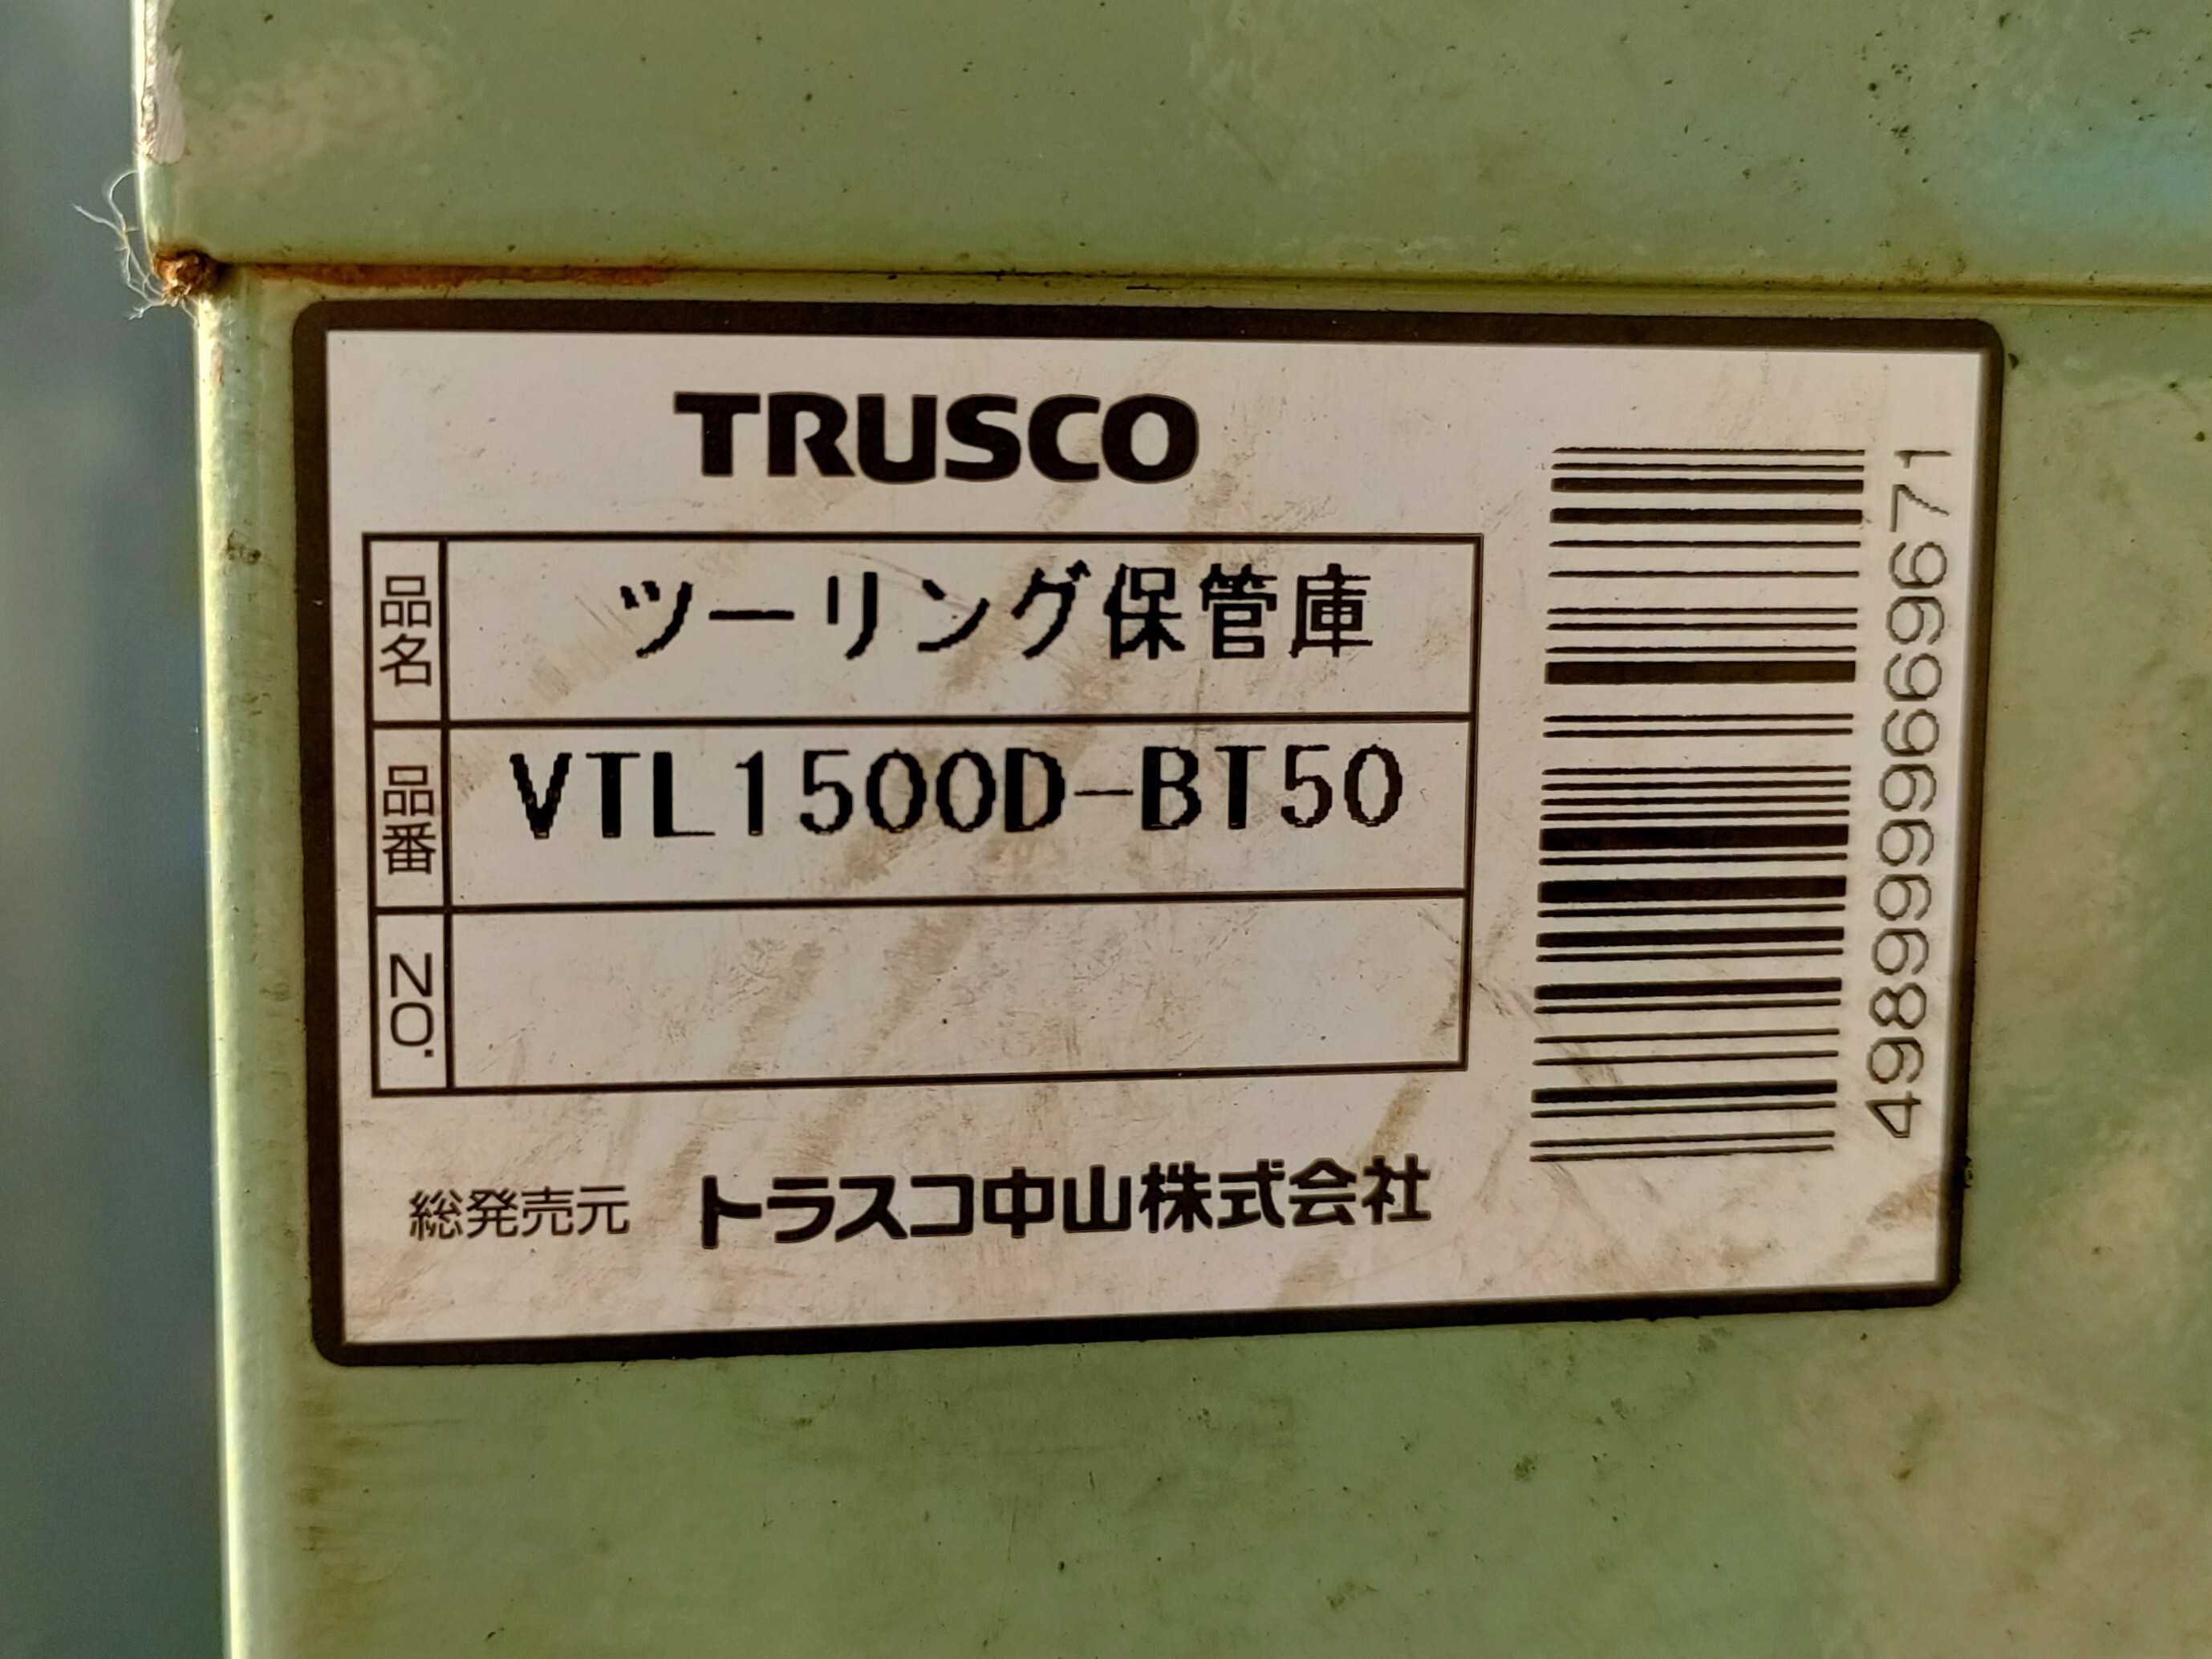 TRUSCO
品名 ツーリング保管庫
品番 VTL1500D-BT50
NO.
総発売元 トラスコ中山株式会社
4989999669671